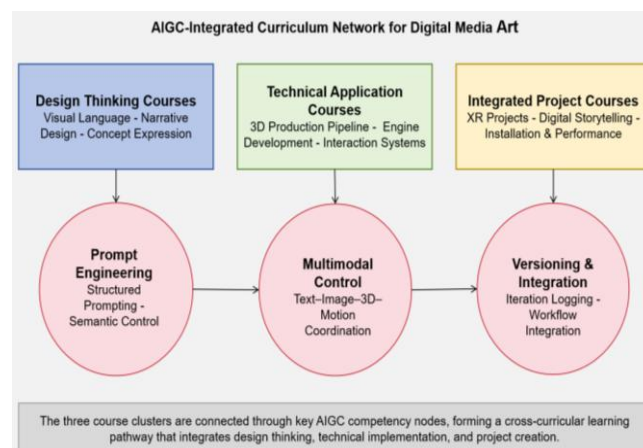 AIGC-Integrated Curriculum Network for Digital Media Art
Design Thinking Courses
Visual Language - Narrative
Design - Concept Expression
Technical Application
Courses
3D Production Pipeline - Engine
Development - Interaction Systems
Integrated Project Courses
XR Projects - Digital Storytelling -
Installation & Performance
Prompt
Engineering
Structured
Prompting -
Semantic Control
Multimodal
Control
Text–Image–3D–
Motion
Coordination
Versioning &
Integration
Iteration Logging -
Workflow
Integration
The three course clusters are connected through key AIGC competency nodes, forming a cross-curricular learning
pathway that integrates design thinking, technical implementation, and project creation.